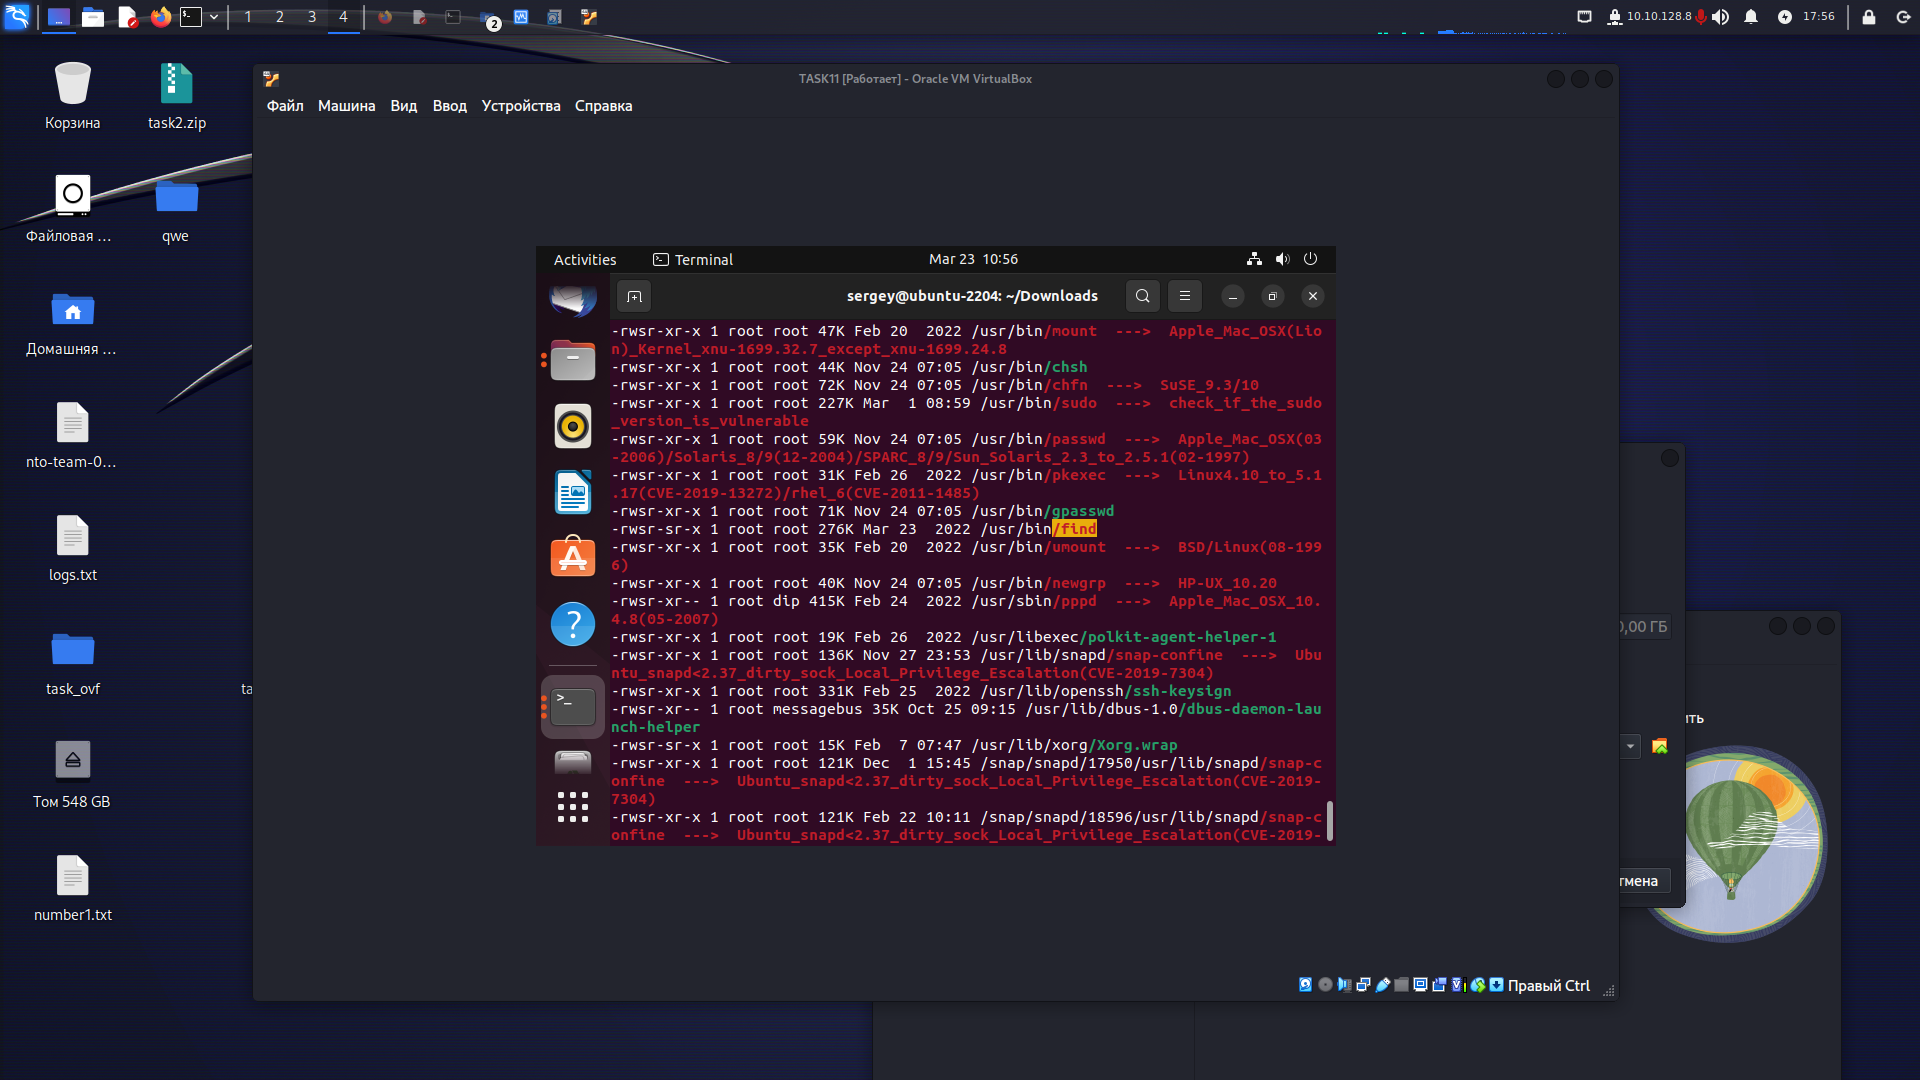 1 2 3 4
2
10.10.128.8
17:56
Корзина
task2.zip
Файловая ...
qwe
Домашняя ...
nto-team-0...
logs.txt
task_ovf
ta
Том 548 GB
number1.txt
TASK11 [Работает] - Oracle VM VirtualBox
Файл Машина Вид Ввод Устройства Справка
Activities Terminal Mar 23 10:56
sergey@ubuntu-2204: ~/Downloads
-rwsr-xr-x 1 root root 47K Feb 20  2022 /usr/bin/mount  --->  Apple_Mac_OSX(Lio
n)_Kernel_xnu-1699.32.7_except_xnu-1699.24.8
-rwsr-xr-x 1 root root 44K Nov 24 07:05 /usr/bin/chsh
-rwsr-xr-x 1 root root 72K Nov 24 07:05 /usr/bin/chfn  --->  SuSE_9.3/10
-rwsr-xr-x 1 root root 227K Mar  1 08:59 /usr/bin/sudo  --->  check_if_the_sudo
_version_is_vulnerable
-rwsr-xr-x 1 root root 59K Nov 24 07:05 /usr/bin/passwd  --->  Apple_Mac_OSX(03
-2006)/Solaris_8/9(12-2004)/SPARC_8/9/Sun_Solaris_2.3_to_2.5.1(02-1997)
-rwsr-xr-x 1 root root 31K Feb 26  2022 /usr/bin/pkexec  --->  Linux4.10_to_5.1
.17(CVE-2019-13272)/rhel_6(CVE-2011-1485)
-rwsr-xr-x 1 root root 71K Nov 24 07:05 /usr/bin/gpasswd
-rwsr-sr-x 1 root root 276K Mar 23  2022 /usr/bin/find
-rwsr-xr-x 1 root root 35K Feb 20  2022 /usr/bin/umount  --->  BSD/Linux(08-199
6)
-rwsr-xr-x 1 root root 40K Nov 24 07:05 /usr/bin/newgrp  --->  HP-UX_10.20
-rwsr-xr-- 1 root dip 415K Feb 24  2022 /usr/sbin/pppd  --->  Apple_Mac_OSX_10.
4.8(05-2007)
-rwsr-xr-x 1 root root 19K Feb 26  2022 /usr/libexec/polkit-agent-helper-1
-rwsr-xr-x 1 root root 136K Nov 27 23:53 /usr/lib/snapd/snap-confine  --->  Ubu
ntu_snapd<2.37_dirty_sock_Local_Privilege_Escalation(CVE-2019-7304)
-rwsr-xr-x 1 root root 331K Feb 25  2022 /usr/lib/openssh/ssh-keysign
-rwsr-xr-- 1 root messagebus 35K Oct 25 09:15 /usr/lib/dbus-1.0/dbus-daemon-lau
nch-helper
-rwsr-sr-x 1 root root 15K Feb  7 07:47 /usr/lib/xorg/Xorg.wrap
-rwsr-xr-x 1 root root 121K Dec  1 15:45 /snap/snapd/17950/usr/lib/snapd/snap-c
onfine  --->  Ubuntu_snapd<2.37_dirty_sock_Local_Privilege_Escalation(CVE-2019-
7304)
-rwsr-xr-x 1 root root 121K Feb 22 10:11 /snap/snapd/18596/usr/lib/snapd/snap-c
onfine  --->  Ubuntu_snapd<2.37_dirty_sock_Local_Privilege_Escalation(CVE-2019-
Правый Ctrl
0,00 ГБ
ить
тмена